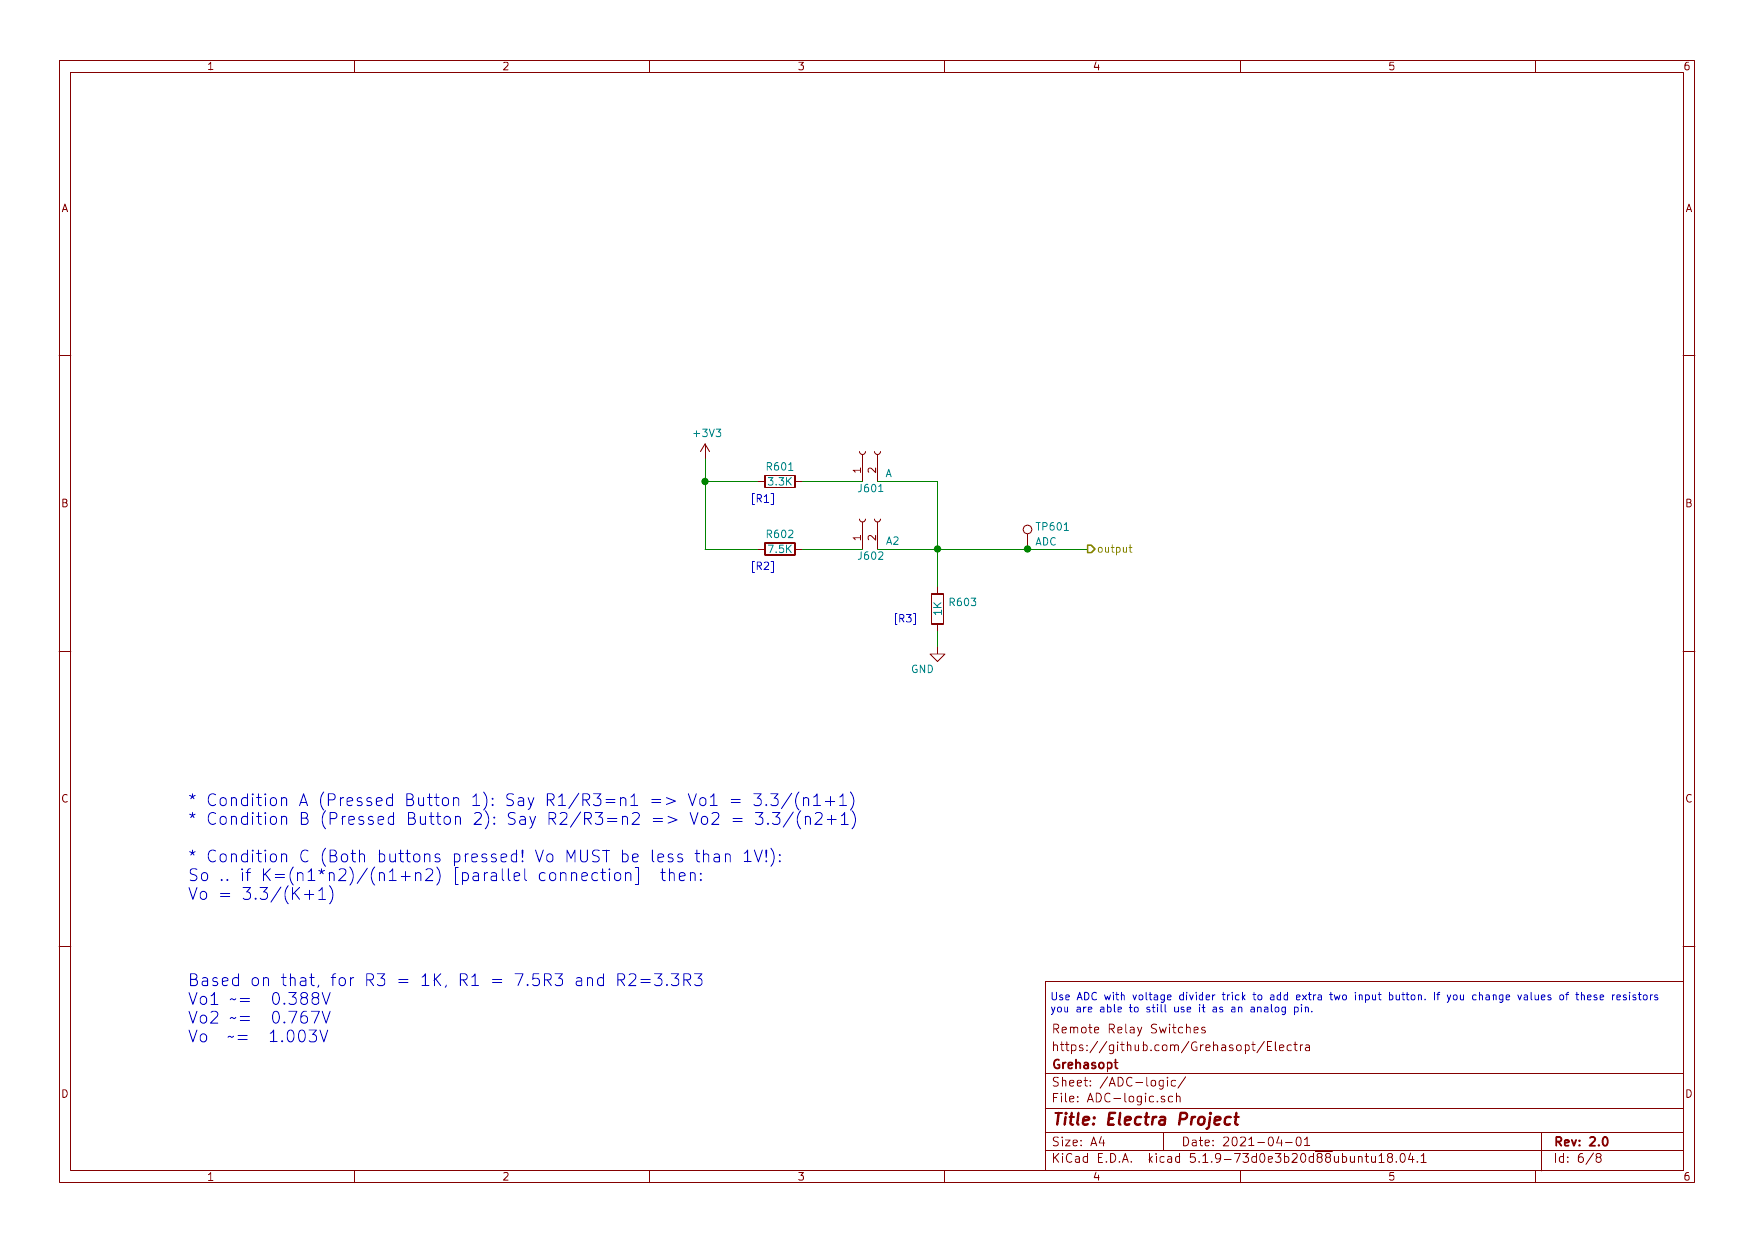 1 2 3 4 5 6
A A
B B
C C
D D
+3V3
R601
3.3K
[R1]
1 2 A
J601
R602
7.5K
[R2]
1 2 A2
J602
TP601
ADC
output
1K R603
[R3]
GND
* Condition A (Pressed Button 1): Say R1/R3=n1 => Vo1 = 3.3/(n1+1)
* Condition B (Pressed Button 2): Say R2/R3=n2 => Vo2 = 3.3/(n2+1)
* Condition C (Both buttons pressed! Vo MUST be less than 1V!):
So .. if K=(n1*n2)/(n1+n2) [parallel connection] then:
Vo = 3.3/(K+1)
Based on that, for R3 = 1K, R1 = 7.5R3 and R2=3.3R3
Vo1 ~= 0.388V
Vo2 ~= 0.767V
Vo ~= 1.003V
Use ADC with voltage divider trick to add extra two input button. If you change values of these resistors
you are able to still use it as an analog pin.
Remote Relay Switches
https://github.com/Grehasopt/Electra
Grehasopt
Sheet: /ADC-logic/
File: ADC-logic.sch
Title: Electra Project
Size: A4 Date: 2021-04-01 Rev: 2.0
KiCad E.D.A. kicad 5.1.9-73d0e3b20d88ubuntu18.04.1 Id: 6/8
1 2 3 4 5 6